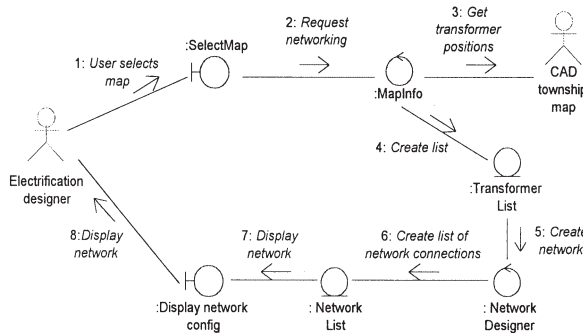 :SelectMap
1: User selects
map
2: Request
networking
3: Get
transformer
positions
:MapInfo
CAD
township
map
4: Create list
Electrification
designer
:Transformer
List
5: Create
network
6: Create list of
network connections
7: Display
network
8:Display
network
:Display network
config
: Network
List
: Network
Designer